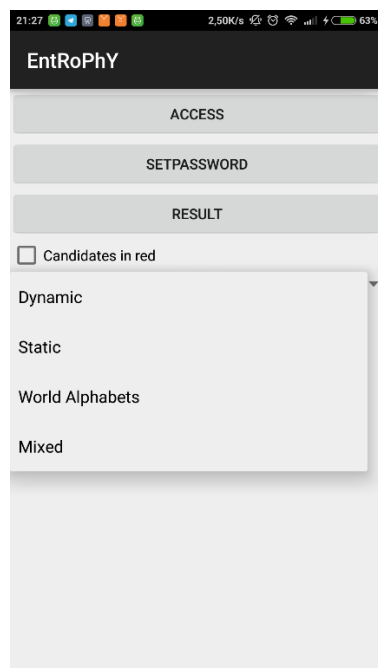 21:27 2,50K/s 63%
EntRoPhY
ACCESS
SETPASSWORD
RESULT
Candidates in red
Dynamic
Static
World Alphabets
Mixed